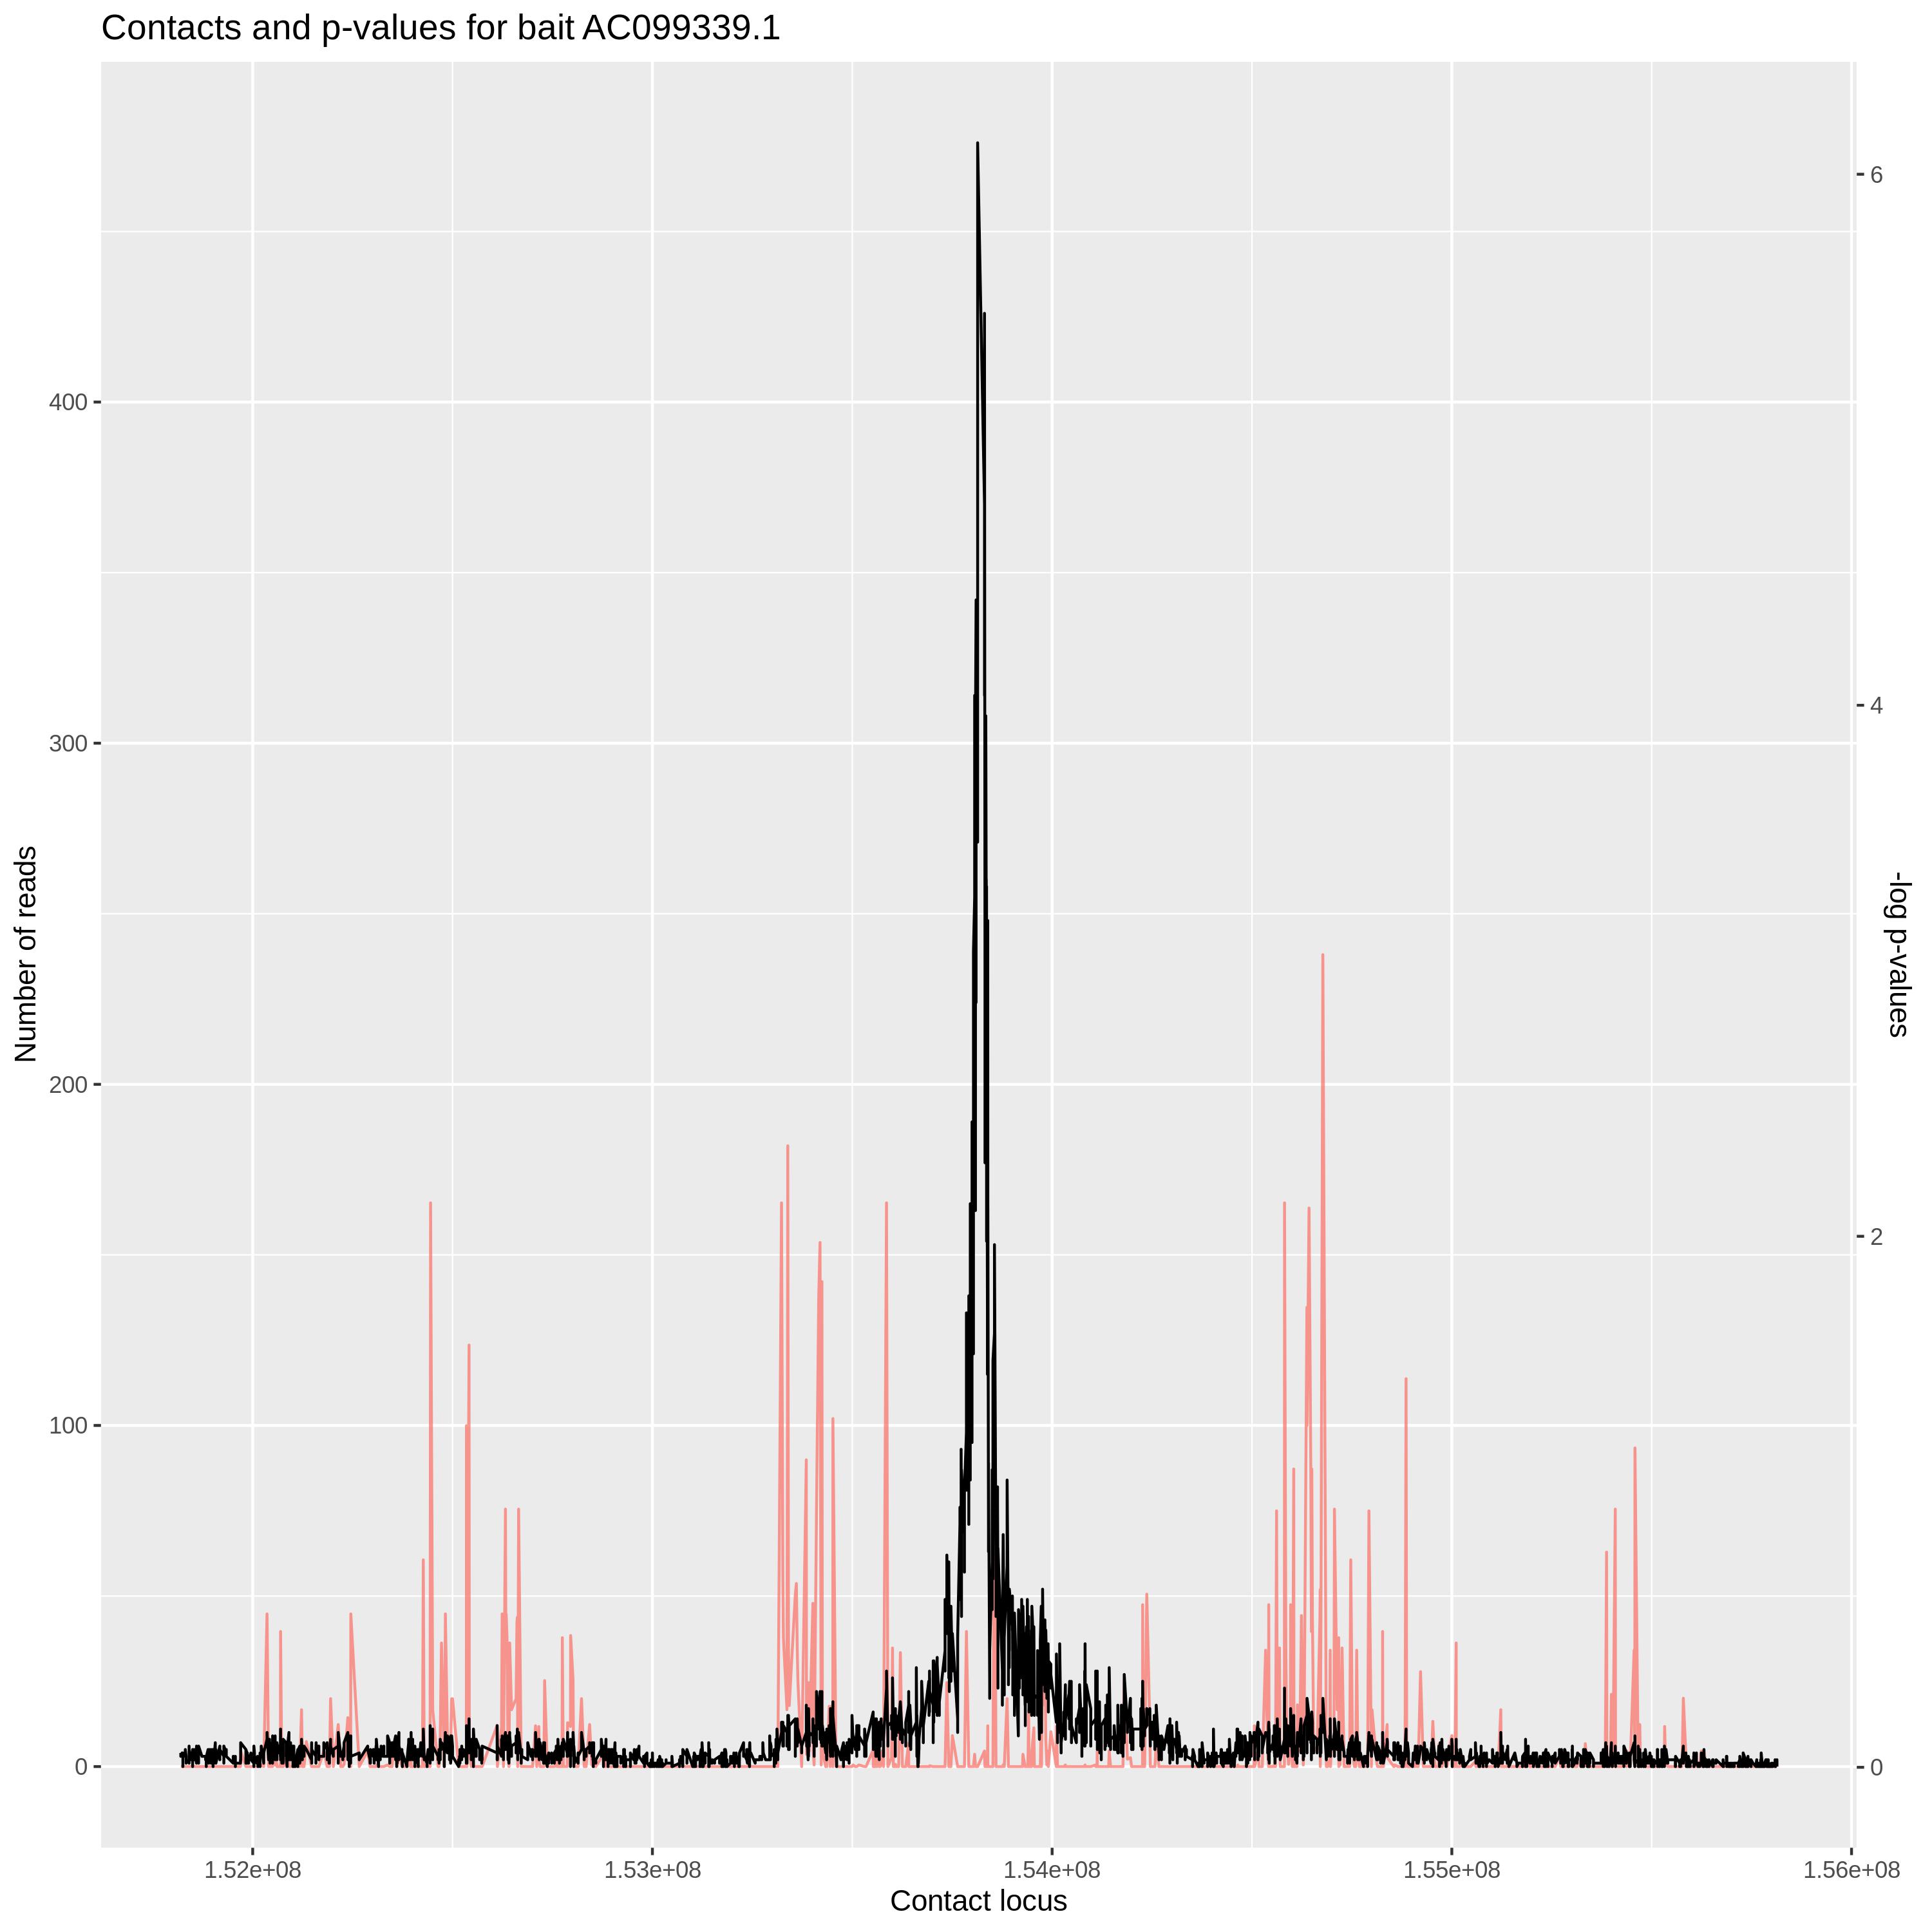 Contacts and p-values for bait AC099339.1
Number of reads
400
300
200
100
0
6
4
2
0
-log p-values
1.52e+08
1.53e+08
1.54e+08
1.55e+08
1.56e+08
Contact locus